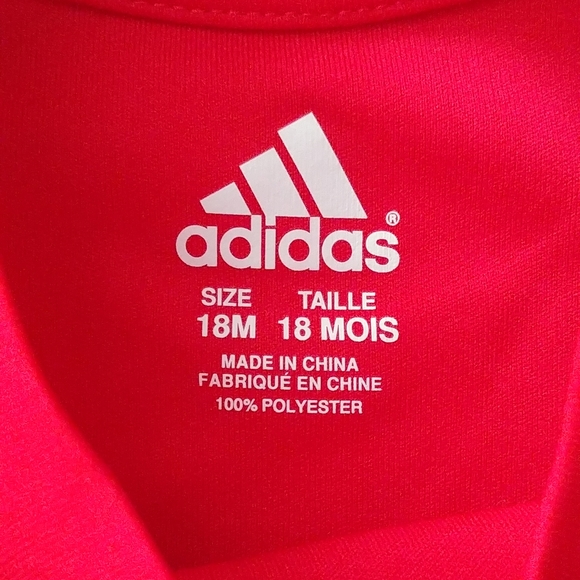 adidas®
SIZE TAILLE
18M 18 MOIS
MADE IN CHINA
FABRIQUÉ EN CHINE
100% POLYESTER